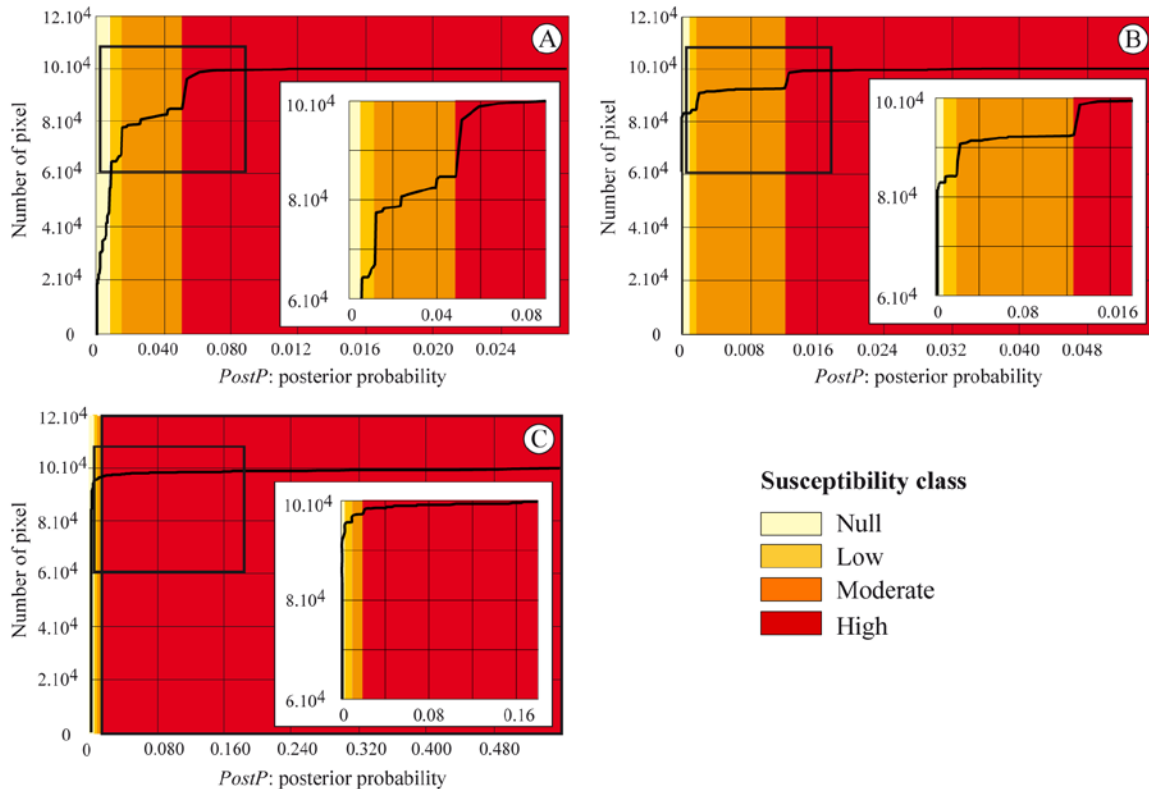 A
Number of pixel
12.10⁴
10.10⁴
8.10⁴
6.10⁴
4.10⁴
2.10⁴
0
0 0.040 0.080 0.012 0.016 0.020 0.024
PostP: posterior probability
10.10⁴
8.10⁴
6.10⁴
0 0.04 0.08
B
Number of pixel
12.10⁴
10.10⁴
8.10⁴
6.10⁴
4.10⁴
2.10⁴
0
0 0.008 0.016 0.024 0.032 0.040 0.048
PostP: posterior probability
10.10⁴
8.10⁴
6.10⁴
0 0.08 0.016
C
Number of pixel
12.10⁴
10.10⁴
8.10⁴
6.10⁴
4.10⁴
2.10⁴
0
0 0.080 0.160 0.240 0.320 0.400 0.480
PostP: posterior probability
10.10⁴
8.10⁴
6.10⁴
0 0.08 0.16
Susceptibility class
Null
Low
Moderate
High